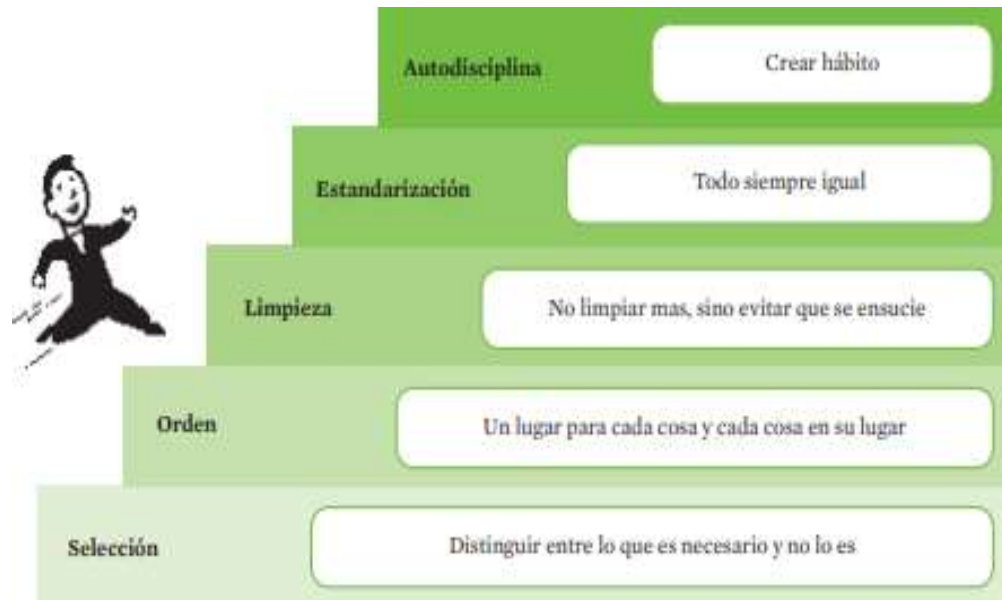 Autodisciplina
Crear hábito
Estandarización
Todo siempre igual
Limpieza
No limpiar mas, sino evitar que se ensucie
Orden
Un lugar para cada cosa y cada cosa en su lugar
Selección
Distinguir entre lo que es necesario y no lo es